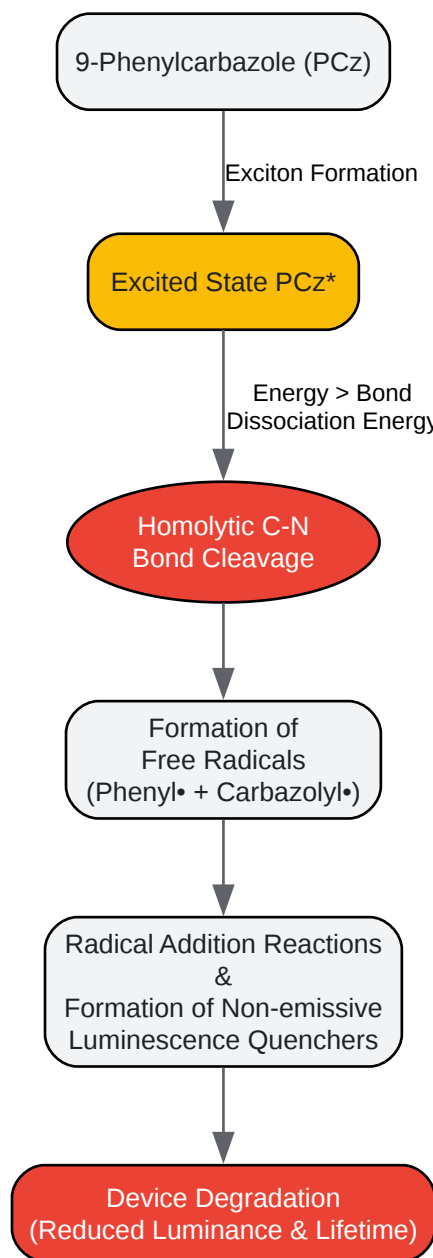 9-Phenylcarbazole (PCz)
Exciton Formation
Excited State PCz*
Energy > Bond
Dissociation Energy
Homolytic C-N
Bond Cleavage
Formation of
Free Radicals
(Phenyl• + Carbazolyl•)
Radical Addition Reactions
&
Formation of Non-emissive
Luminescence Quenchers
Device Degradation
(Reduced Luminance & Lifetime)